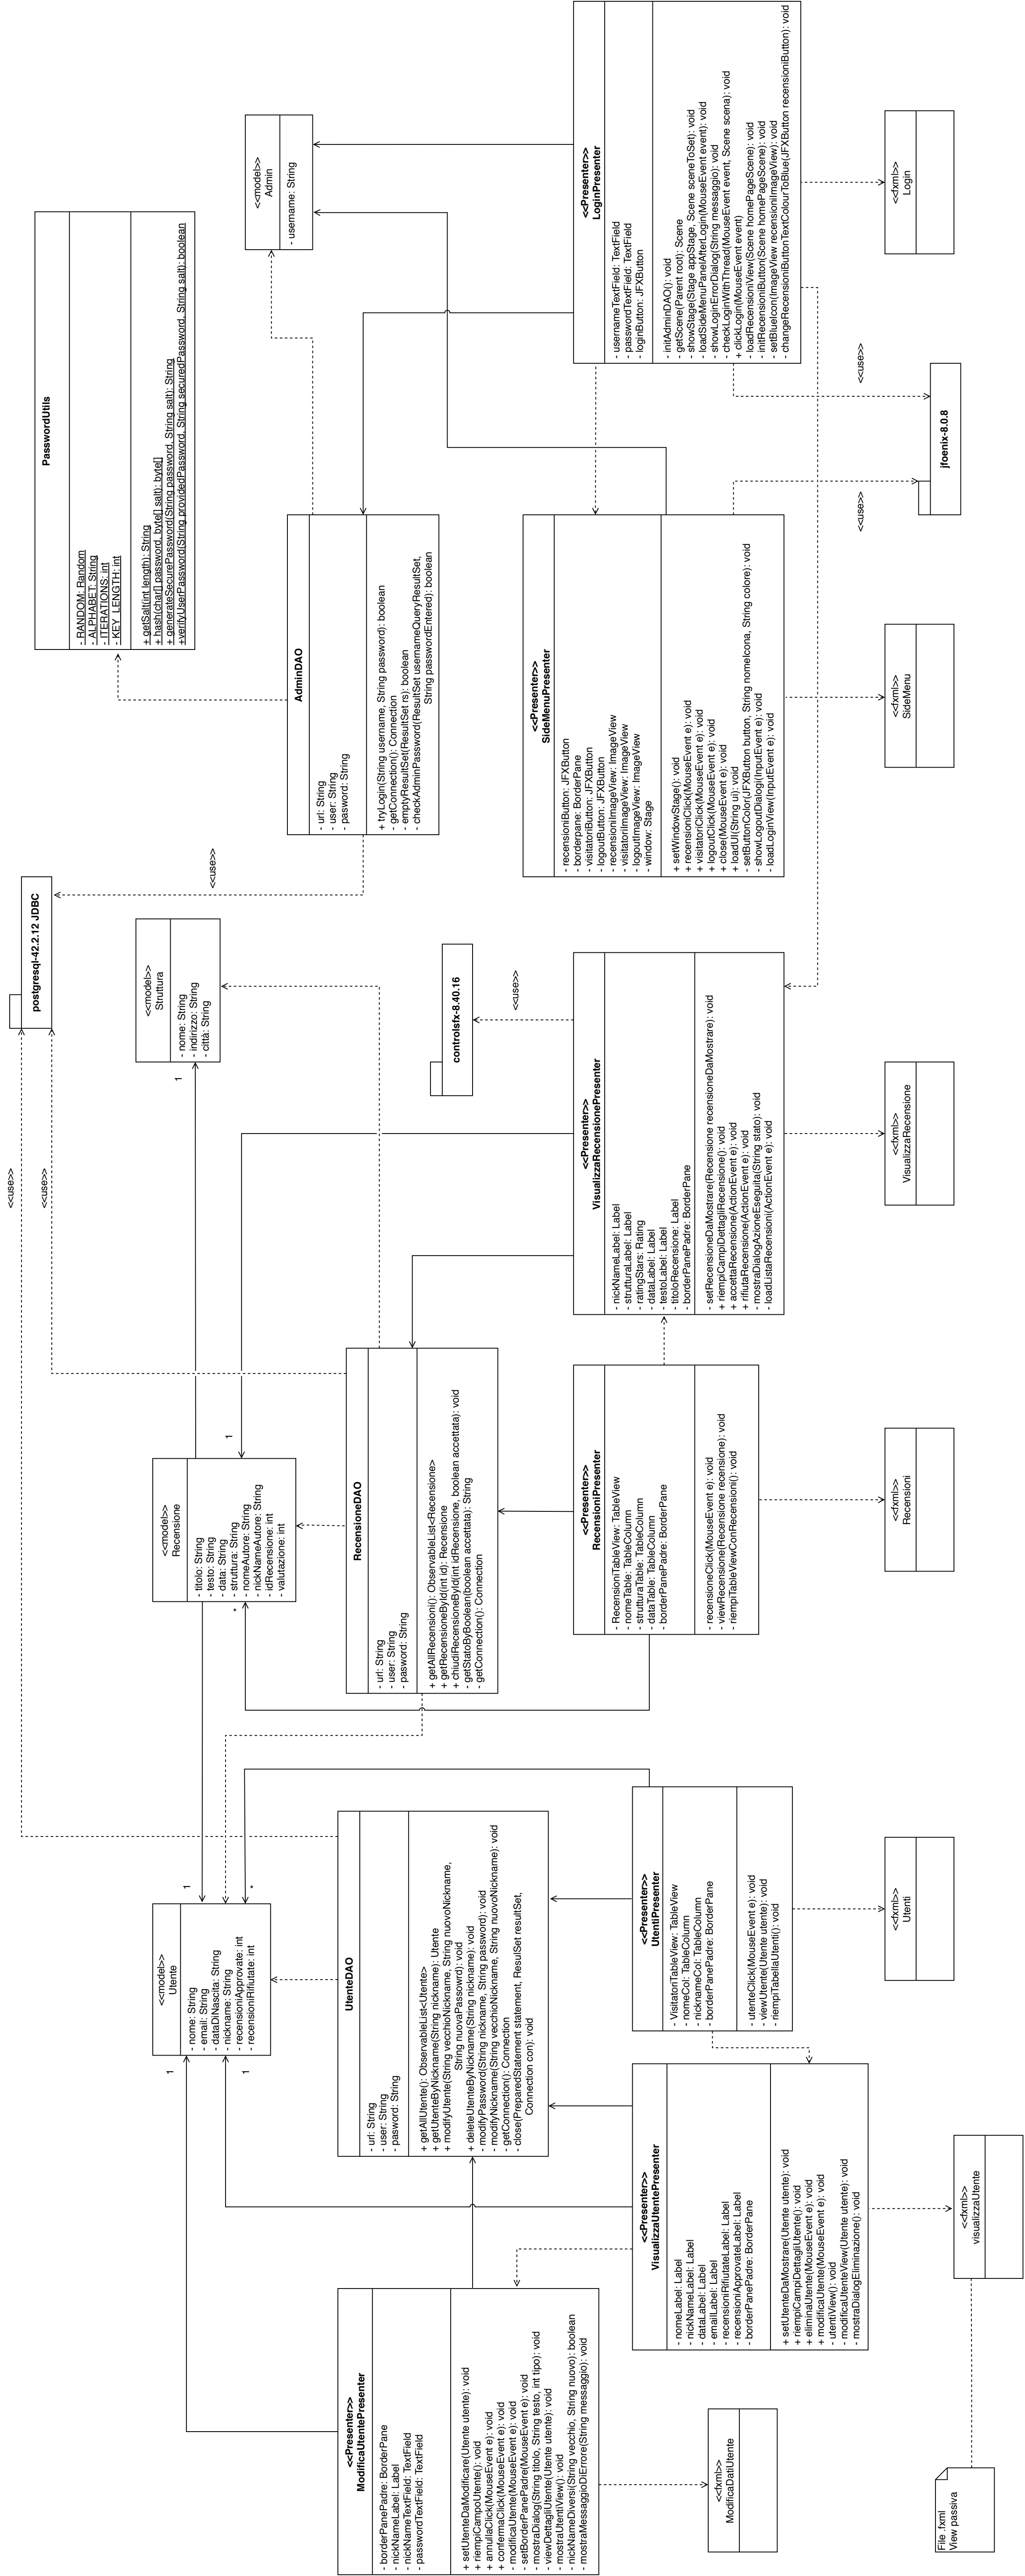 <<use>>
<<use>>
postgresql-42.2.12 JDBC
<<use>>
PasswordUtils
- RANDOM: Random
- ALPHABET: String
- ITERATIONS: int
- KEY_LENGTH: int
+ getSalt(int length): String
+ hash(char[] password, byte[] salt): byte[]
+ generateSecurePassword(String password, String salt): String
+verifyUserPassword(String providedPassword, String securedPassword, String salt): boolean
<<model>>
Utente
- nome: String
- email: String
- dataDiNascita: String
- nickname: String
- recensioniApprovate: int
- recensioniRifiutate: int
1
1
1
*
<<model>>
Recensione
- titolo: String
- testo: String
- data: String
- struttura: String
- nomeAutore: String
- nickNameAutore: String
- idRecensione: int
- valutazione: int
*
1
1
<<model>>
Struttura
- nome: String
- indirizzo: String
- città: String
<<model>>
Admin
- username: String
UtenteDAO
- url: String
- user: String
- pasword: String
+ getAllUtente(): ObservableList<Utente>
+ getUtenteByNickname(String nickname): Utente
+ modifyUtente(String vecchioNickname, String nuovoNickname,
String nuovaPassowrd): void
+ deleteUtenteByNickname(String nickname): void
- modifyPassword(String nickname, String password): void
- modifyNickname(String vecchioNickname, String nuovoNickname): void
- getConnection(): Connection
- close(PreparedStatement statement, ResulSet resultSet,
Connection con): void
RecensioneDAO
- url: String
- user: String
- pasword: String
+ getAllRecensioni(): ObservableList<Recensione>
+ getRecensioneById(int id): Recensione
+ chiudiRecensioneById(int idRecensione, boolean accettata): void
- getStatoByBoolean(boolean accettata): String
- getConnection(): Connection
AdminDAO
- url: String
- user: String
- pasword: String
+ tryLogin(String username, String password): boolean
- getConnection(): Connection
- emptyResultSet(ResultSet rs): boolean
- checkAdminPassword(ResultSet usernameQueryResultSet,
String passwordEntered): boolean
controlsfx-8.40.16
<<use>>
<<Presenter>>
ModificaUtentePresenter
- borderPanePadre: BorderPane
- nickNameLabel: Label
- nickNameTextField: TextField
- passwordTextField: TextField
+ setUtenteDaModificare(Utente utente): void
+ riempiCampoUtente(): void
+ annullaClick(MouseEvent e): void
+ confermaClick(MouseEvent e): void
- modificaUtente(MouseEvent e): void
- setBorderPanePadre(MouseEvent e): void
- mostraDialog(String titolo, String testo, int tipo): void
- viewDettagliUtente(Utente utente): void
- mostraUtentiView(): void
- nickNameDiversi(String vecchio, String nuovo): boolean
- mostraMessaggioDiErrore(String messaggio): void
<<Presenter>>
VisualizzaUtentePresenter
- nomeLabel: Label
- nickNameLabel: Label
- dataLabel: Label
- emailLabel: Label
- recensioniRifiutateLabel: Label
- recensioniApprovateLabel: Label
- borderPanePadre: BorderPane
+ setUtenteDaMostrare(Utente utente): void
+ riempiCampiDettagliUtente(): void
+ eliminaUtente(MouseEvent e): void
+ modificaUtente(MouseEvent e): void
- utentiView(): void
- modificaUtenteView(Utente utente): void
- mostraDialogEliminazione(): void
<<Presenter>>
UtentiPresenter
- VisitatoriTableView: TableView
- nomeCol: TableColumn
- nicknameCol: TableColumn
- borderPanePadre: BorderPane
- utenteClick(MouseEvent e): void
- viewUtente(Utente utente): void
- riempiTabellaUtenti(): void
<<Presenter>>
RecensioniPresenter
- RecensioniTableView: TableView
- nomeTable: TableColumn
- strutturaTable: TableColumn
- dataTable: TableColumn
- borderPanePadre: BorderPane
- recensioneClick(MouseEvent e): void
- viewRecensione(Recensione recensione): void
- riempiTableViewConRecensioni(): void
<<Presenter>>
VisualizzaRecensionePresenter
- nickNameLabel: Label
- strutturaLabel: Label
- ratingStars: Rating
- dataLabel: Label
- testoLabel: Label
- titoloRecensione: Label
- borderPanePadre: BorderPane
- setRecensioneDaMostrare(Recensione recensioneDaMostrare): void
+ riempiCampiDettagliRecensione(): void
+ accettaRecensione(ActionEvent e): void
+ rifiutaRecensione(ActionEvent e): void
- mostraDialogAzioneEseguita(String stato): void
- loadListaRecensioni(ActionEvent e): void
<<Presenter>>
SideMenuPresenter
- recensioniButton: JFXButton
- borderpane: BorderPane
- visitatoriButton: JFXButton
- logoutButton: JFXButton
- recensioniImageView: ImageView
- visitatoriImageView: ImageView
- logoutImageView: ImageView
- window: Stage
+ setWindowStage(): void
+ recensioniClick(MouseEvent e): void
+ visitatoriClick(MouseEvent e): void
+ logoutClick(MouseEvent e): void
+ close(MouseEvent e): void
+ loadUI(String ui): void
- setButtonColor(JFXButton button, String nomeIcona, String colore): void
- showLogoutDialogi(InputEvent e): void
- loadLoginView(InputEvent e): void
<<Presenter>>
LoginPresenter
- usernameTextField: TextField
- passwordTextField: TextField
- loginButton: JFXButton
- initAdminDAO(): void
- getScene(Parent root): Scene
- showStage(Stage appStage, Scene sceneToSet): void
- loadSideMenuPanelAfterLogin(MouseEvent event): void
- showLoginErrorDialog(String messaggio): void
- checkLoginWithThread(MouseEvent event, Scene scena): void
+ clickLogin(MouseEvent event)
- loadRecensioniView(Scene homePageScene): void
- initRecensioniButton(Scene homePageScene): void
- setBlueIcon(ImageView recensioniImageView): void
- changeRecensioniButtonTextColourToBlue(JFXButton recensioniButton): void
<<use>>
<<use>>
jfoenix-8.0.8
<<fxml>>
ModificaDatiUtente
<<fxml>>
visualizzaUtente
<<fxml>>
Utenti
<<fxml>>
Recensioni
<<fxml>>
VisualizzaRecensione
<<fxml>>
SideMenu
<<fxml>>
Login
File .fxml
View passiva